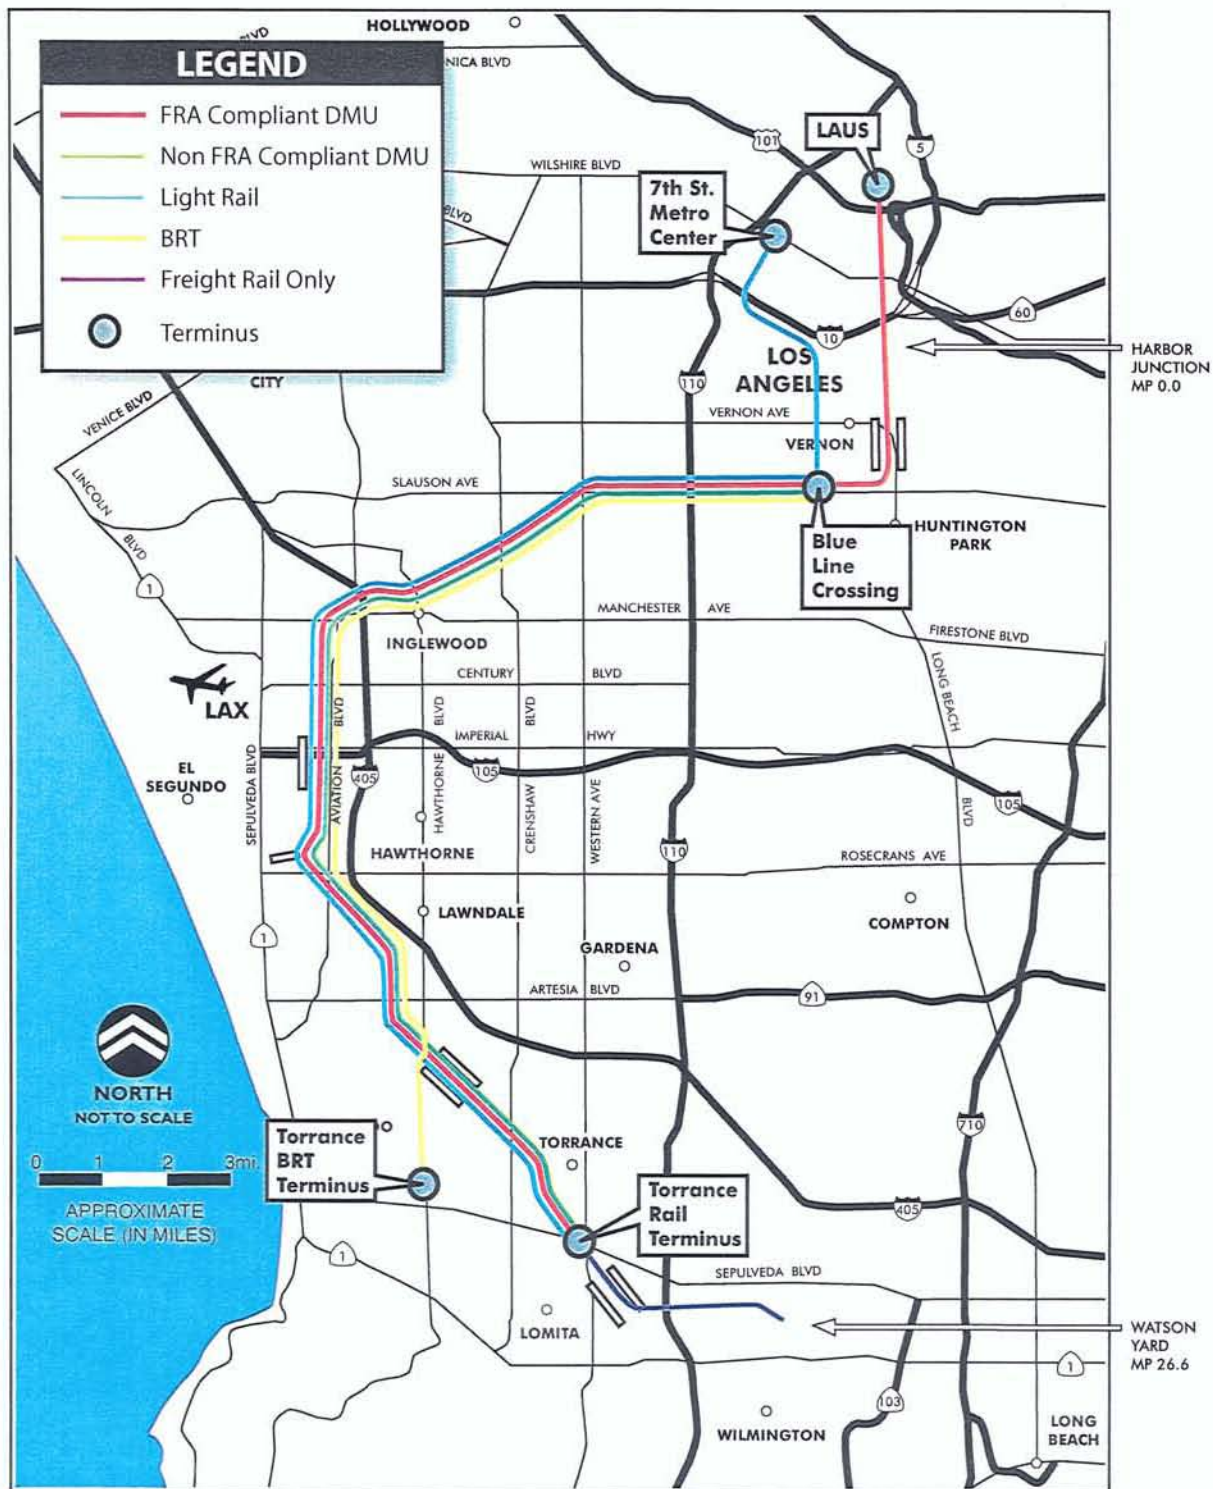 HOLLYWOOD
BLVD
NICA BLVD
LEGEND
FRA Compliant DMU
Non FRA Compliant DMU
Light Rail
BRT
Freight Rail Only
Terminus
LAUS
101
5
WILSHIRE BLVD
7th St.
Metro
Center
BLVD
60
10
LOS
ANGELES
HARBOR
JUNCTION
MP 0.0
110
CITY
VENICE BLVD
VERNON AVE
VERNON
LINCOLN
BLVD
SLAUSON AVE
HUNTINGTON
PARK
Blue
Line
Crossing
1
MANCHESTER AVE
FIRESTONE BLVD
INGLEWOOD
LONG BEACH
BLVD
CENTURY BLVD
LAX
IMPERIAL HWY
SEPULVEDA BLVD
AVIATION BLVD
HAWTHORNE BLVD
CRENSHAW BLVD
WESTERN AVE
405
105
105
EL
SEGUNDO
110
HAWTHORNE
ROSECRANS AVE
LAWNDALE
COMPTON
1
GARDENA
ARTESIA BLVD
91
NORTH
NOT TO SCALE
710
0 1 2 3mi.
APPROXIMATE
SCALE (IN MILES)
Torrance
BRT
Terminus
TORRANCE
Torrance
Rail
Terminus
405
1
SEPULVEDA BLVD
LOMITA
WATSON
YARD
MP 26.6
1
103
WILMINGTON
LONG
BEACH